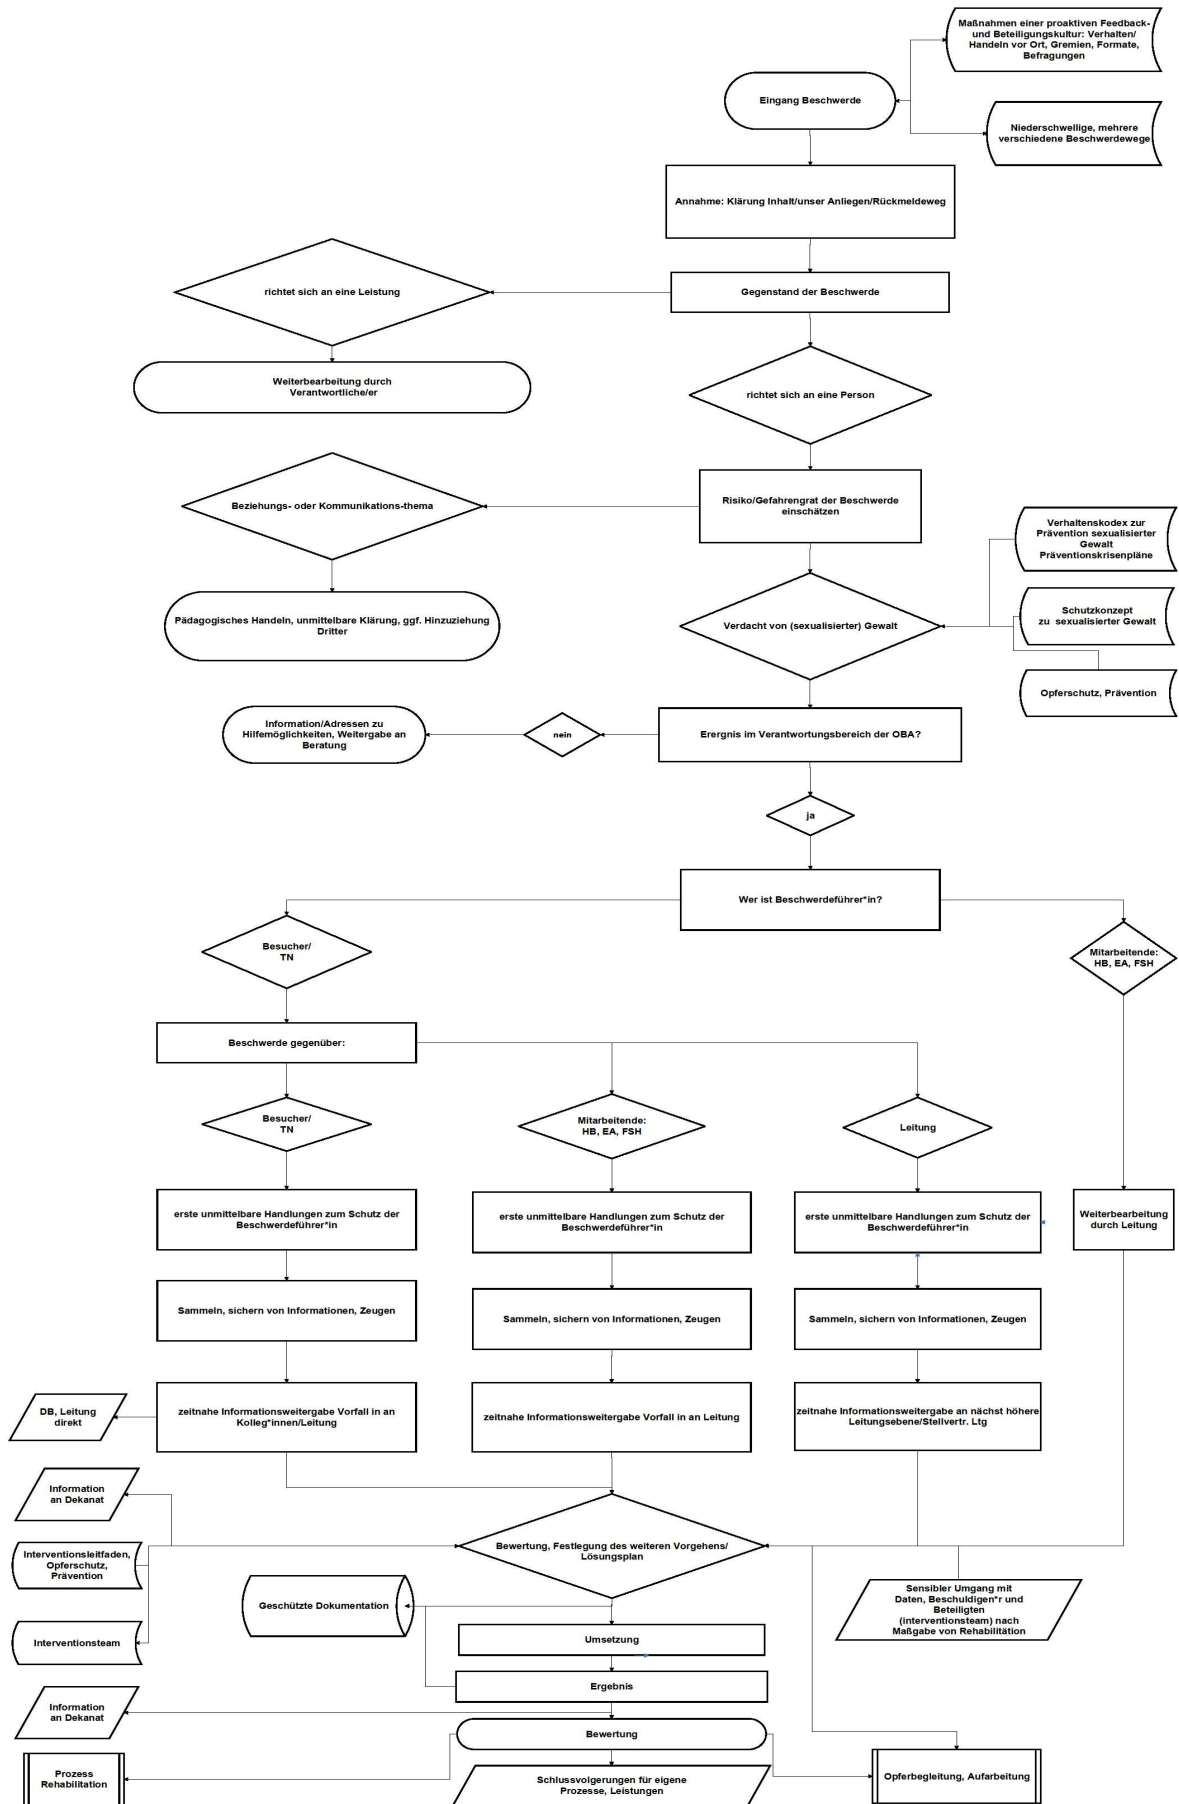 Maßnahmen einer proaktiven Feedback-
und Beteiligungskultur: Verhalten/
Handeln vor Ort, Gremien, Formate,
Befragungen
Eingang Beschwerde
Niederschwellige, mehrere
verschiedene Beschwerdewege
Annahme: Klärung Inhalt/unser Anliegen/Rückmeldeweg
richtet sich an eine Leistung
Gegenstand der Beschwerde
Weiterbearbeitung durch
Verantwortliche/er
richtet sich an eine Person
Beziehungs- oder Kommunikations-thema
Risiko/Gefahrengrat der Beschwerde
einschätzen
Verhaltenskodex zur
Prävention sexualisierter
Gewalt
Präventionskrisenpläne
Pädagogisches Handeln, unmittelbare Klärung, ggf. Hinzuziehung
Dritter
Verdacht von (sexualisierter) Gewalt
Schutzkonzept
zu sexualisierter Gewalt
Opferschutz, Prävention
Information/Adressen zu
Hilfemöglichkeiten, Weitergabe an
Beratung
nein
Erergnis im Verantwortungsbereich der OBA?
ja
Wer ist Beschwerdeführer*in?
Besucher/
TN
Mitarbeitende:
HB, EA, FSH
Beschwerde gegenüber:
Besucher/
TN
Mitarbeitende:
HB, EA, FSH
Leitung
erste unmittelbare Handlungen zum Schutz der
Beschwerdeführer*in
erste unmittelbare Handlungen zum Schutz der
Beschwerdeführer*in
erste unmittelbare Handlungen zum Schutz der
Beschwerdeführer*in
Weiterbearbeitung
durch Leitung
Sammeln, sichern von Informationen, Zeugen
Sammeln, sichern von Informationen, Zeugen
Sammeln, sichern von Informationen, Zeugen
DB, Leitung
direkt
zeitnahe Informationsweitergabe Vorfall in an
Kolleg*innen/Leitung
zeitnahe Informationsweitergabe Vorfall in an Leitung
zeitnahe Informationsweitergabe an nächst höhere
Leitungsebene/Stellvertr. Ltg
Information
an Dekanat
Interventionsleitfaden,
Opferschutz,
Prävention
Bewertung, Festlegung des weiteren Vorgehens/
Lösungsplan
Geschützte Dokumentation
Sensibler Umgang mit
Daten, Beschuldigen*r und
Beteiligten
(interventionsteam) nach
Maßgabe von Rehabilitätion
Interventionsteam
Umsetzung
Ergebnis
Information
an Dekanat
Bewertung
Prozess
Rehabilitation
Schlussvolgerungen für eigene
Prozesse, Leistungen
Opferbegleitung, Aufarbeitung